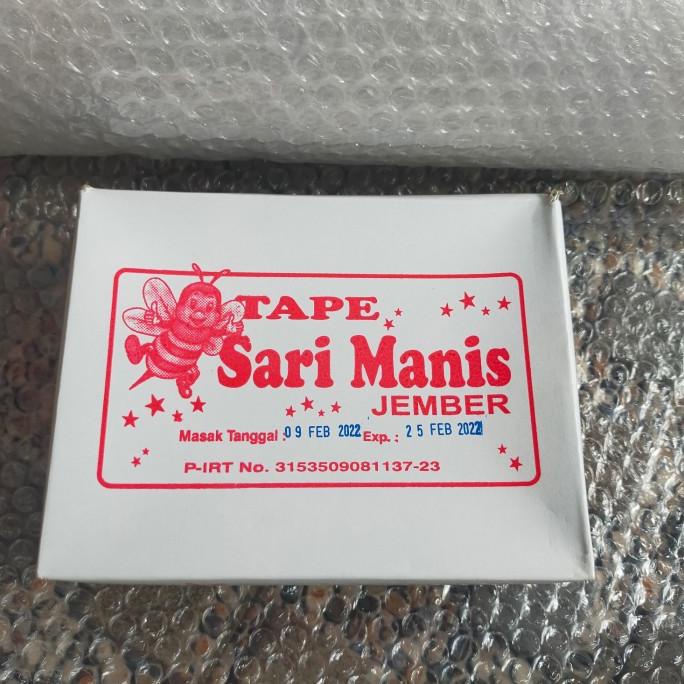 TAPE
Sari Manis
JEMBER
Masak Tanggal : 09 FEB 2022 Exp. : 25 FEB 2022
P-IRT No. 3153509081137-23